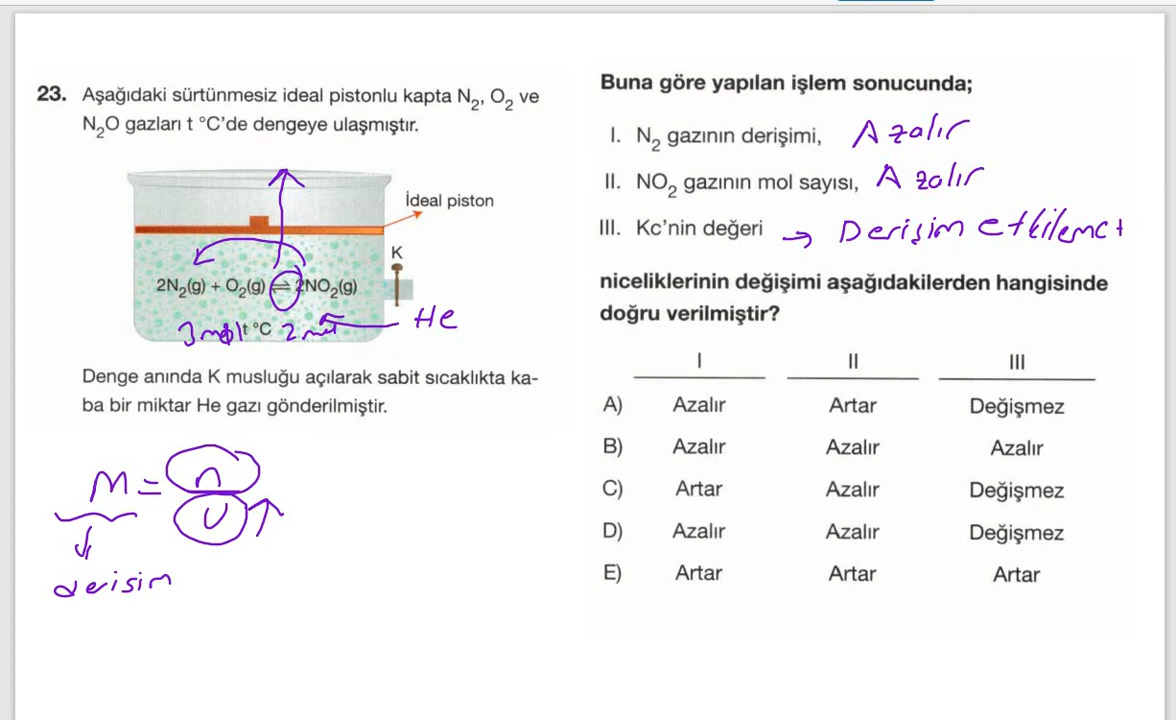 23. Aşağıdaki sürtünmesiz ideal pistonlu kapta N₂, O₂ ve
N₂O gazları t °C'de dengeye ulaşmıştır.
İdeal piston
K
2N₂(g) + O₂(g) ⇌ 2NO₂(g)
3 mol t °C 2 mol He
Denge anında K musluğu açılarak sabit sıcaklıkta ka-
ba bir miktar He gazı gönderilmiştir.
M = n
V ↑
derisim
Buna göre yapılan işlem sonucunda;
I. N₂ gazının derişimi, Azalır
II. NO₂ gazının mol sayısı, Azalır
III. Kc'nin değeri → Derişim etkilemet
niceliklerinin değişimi aşağıdakilerden hangisinde
doğru verilmiştir?
I II III
A) Azalır Artar Değişmez
B) Azalır Azalır Azalır
C) Artar Azalır Değişmez
D) Azalır Azalır Değişmez
E) Artar Artar Artar